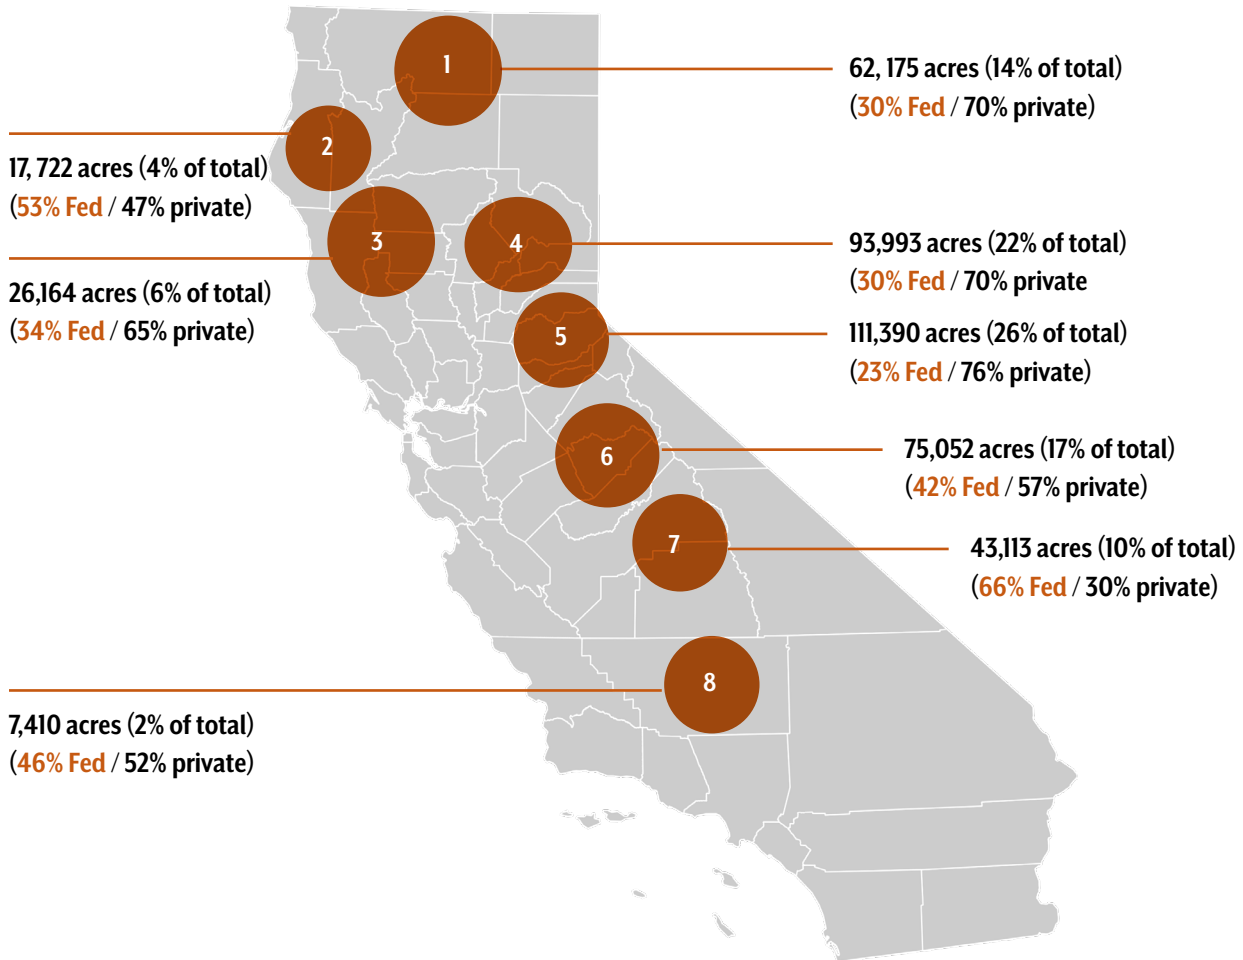 1
62, 175 acres (14% of total)
(30% Fed / 70% private)
2
17, 722 acres (4% of total)
(53% Fed / 47% private)
3
26,164 acres (6% of total)
(34% Fed / 65% private)
4
93,993 acres (22% of total)
(30% Fed / 70% private
5
111,390 acres (26% of total)
(23% Fed / 76% private)
6
75,052 acres (17% of total)
(42% Fed / 57% private)
7
43,113 acres (10% of total)
(66% Fed / 30% private)
8
7,410 acres (2% of total)
(46% Fed / 52% private)